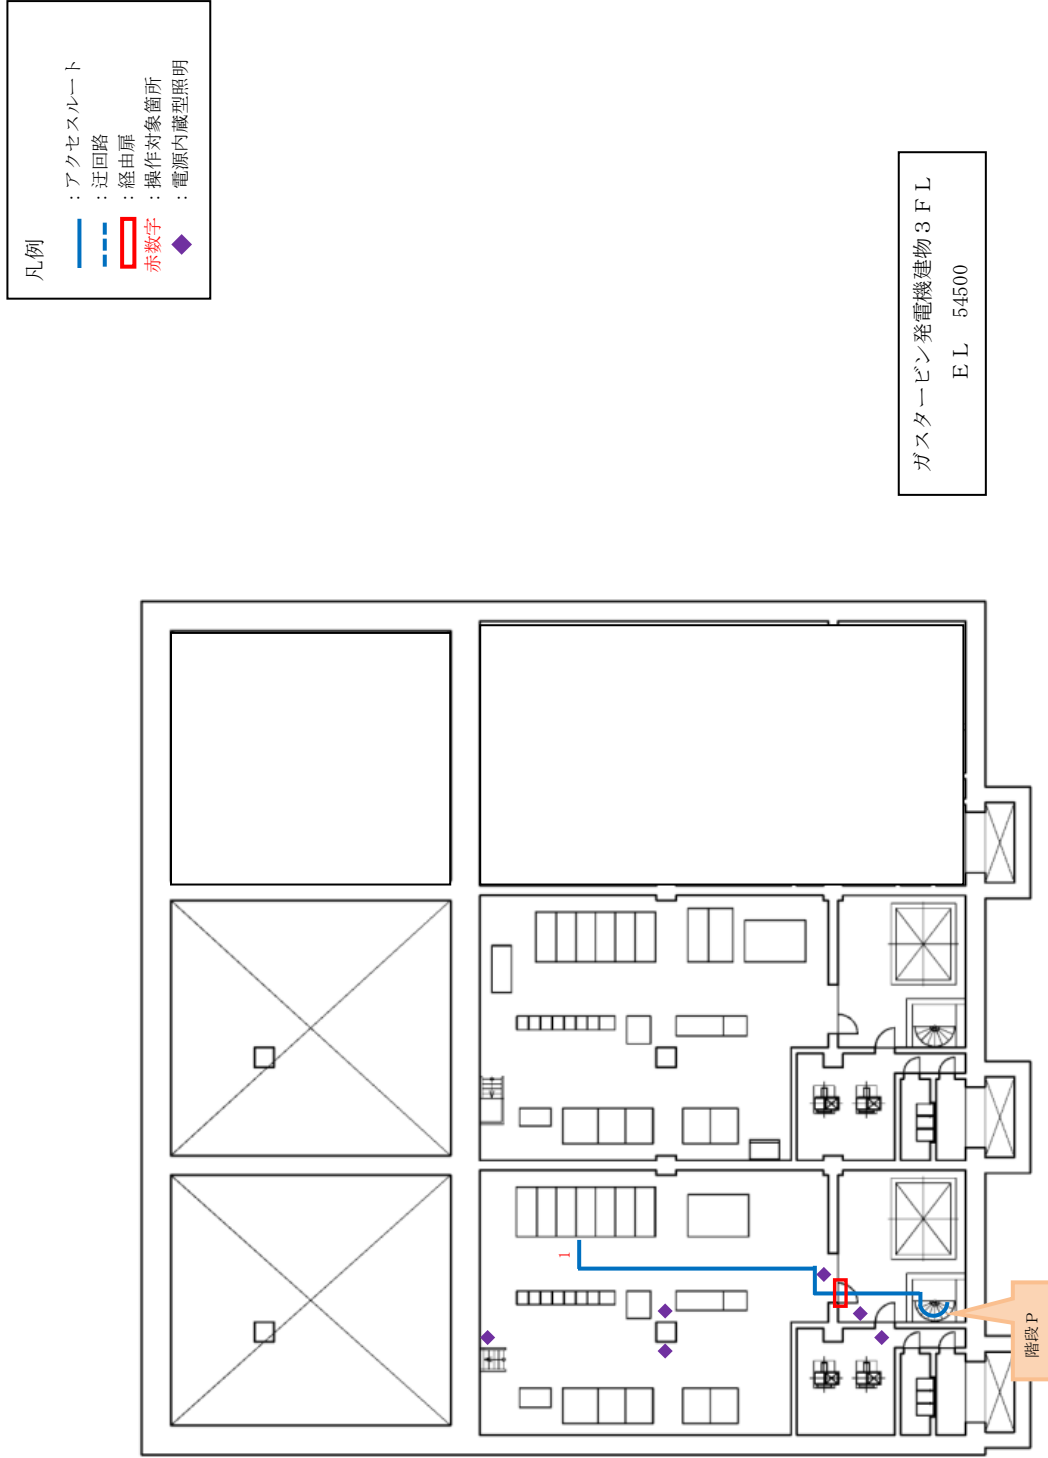 凡例
：アクセスルート
：迂回路
：経由扉
赤数字：操作対象箇所
：電源内蔵型照明
ガスタービン発電機建物３ＦＬ
ＥＬ　54500
1
階段Ｐ